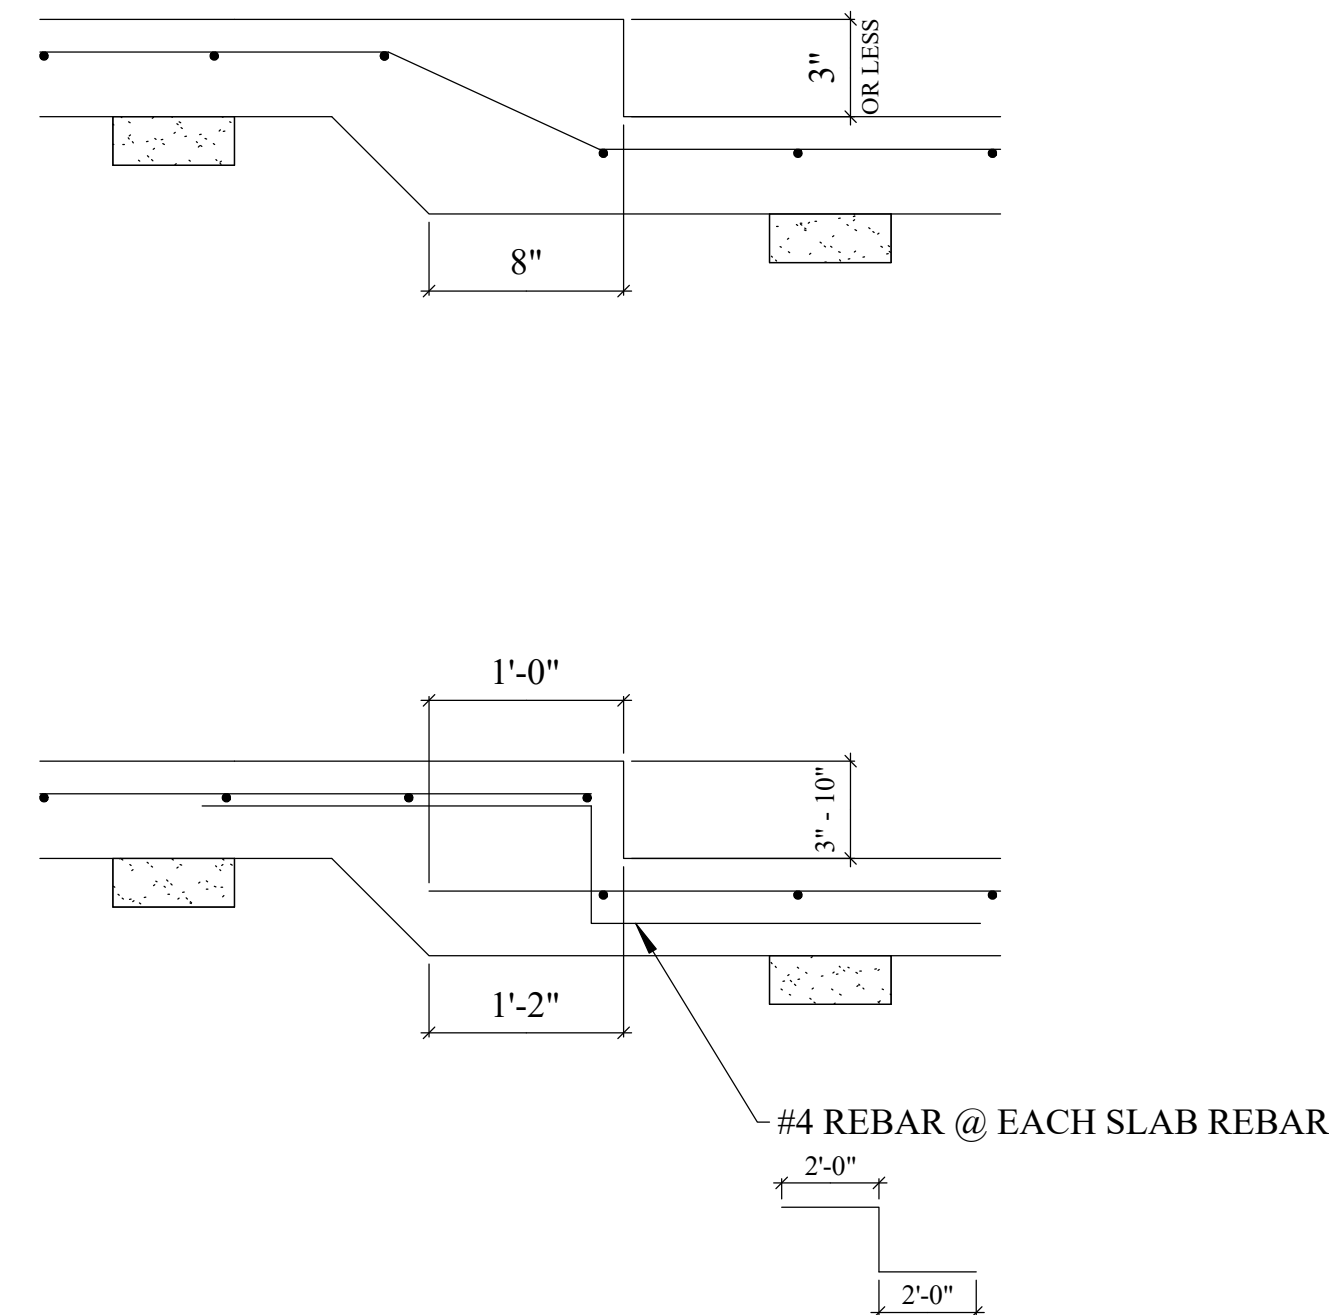 3"
OR LESS
8"
1'-0"
3" - 10"
1'-2"
#4 REBAR @ EACH SLAB REBAR
2'-0"
2'-0"